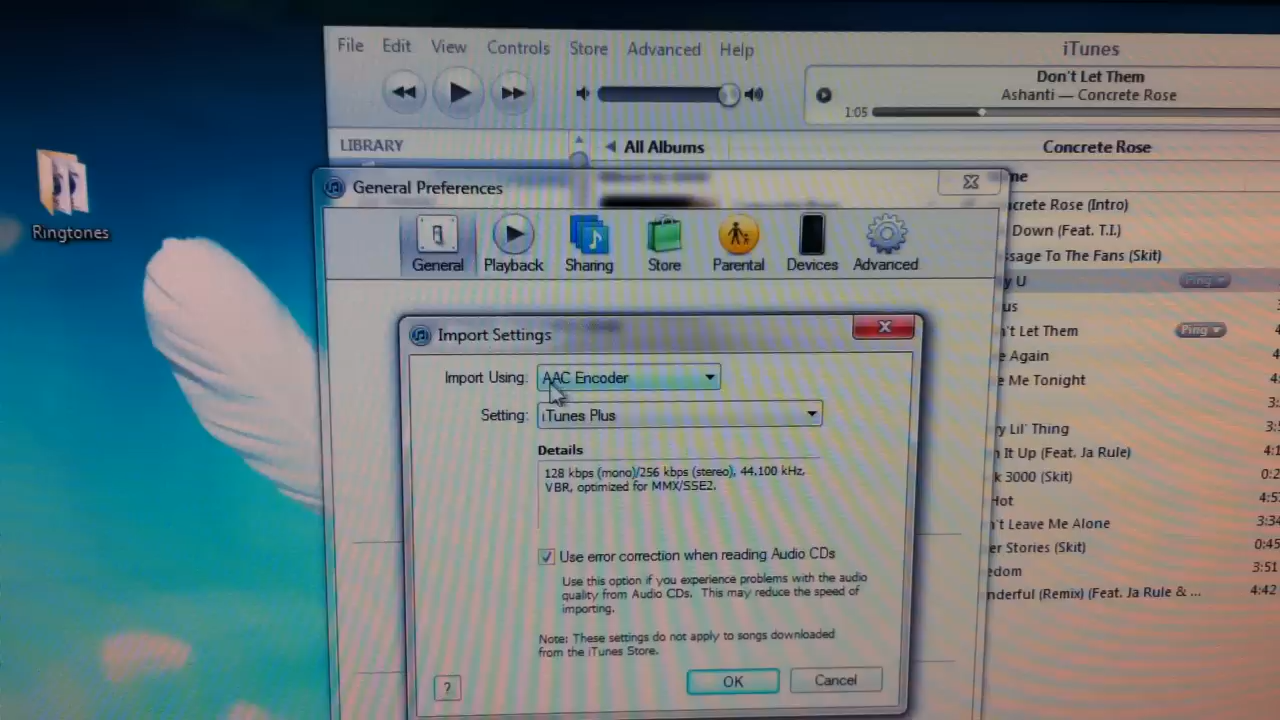 File Edit View Controls Store Advanced Help
iTunes
Don't Let Them
Ashanti — Concrete Rose
1:05
LIBRARY
All Albums
Concrete Rose
Ringtones
General Preferences
General Playback Sharing Store Parental Devices Advanced
crete Rose (Intro)
Down (Feat. T.I.)
ssage To The Fans (Skit)
y U Ping
us
't Let Them Ping
e Again
e Me Tonight
ry Lil' Thing
n It Up (Feat. Ja Rule) 4:1
k 3000 (Skit) 0:2
Hot 4:5
n't Leave Me Alone 3:34
er Stories (Skit) 0:45
edom 3:51
nderful (Remix) (Feat. Ja Rule & ... 4:42
Import Settings
Import Using: AAC Encoder
Setting: iTunes Plus
Details
128 kbps (mono)/256 kbps (stereo), 44.100 kHz,
VBR, optimized for MMX/SSE2.
Use error correction when reading Audio CDs
Use this option if you experience problems with the audio
quality from Audio CDs. This may reduce the speed of
importing.
Note: These settings do not apply to songs downloaded
from the iTunes Store.
? OK Cancel